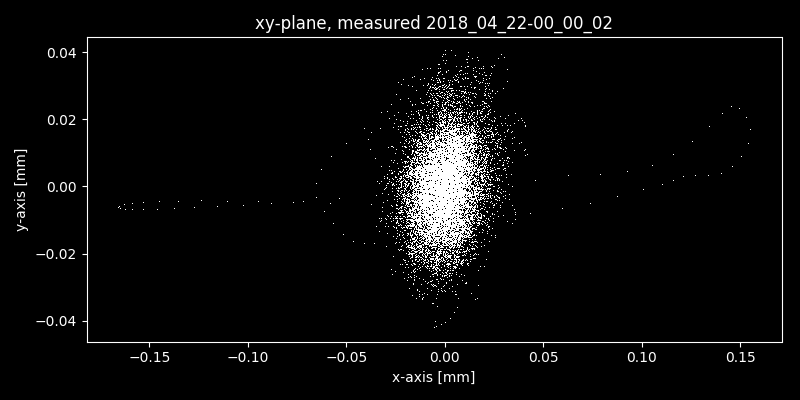 xy-plane, measured 2018_04_22-00_00_02
0.04
0.02
0.00
−0.02
−0.04
y-axis [mm]
−0.15 −0.10 −0.05 0.00 0.05 0.10 0.15
x-axis [mm]